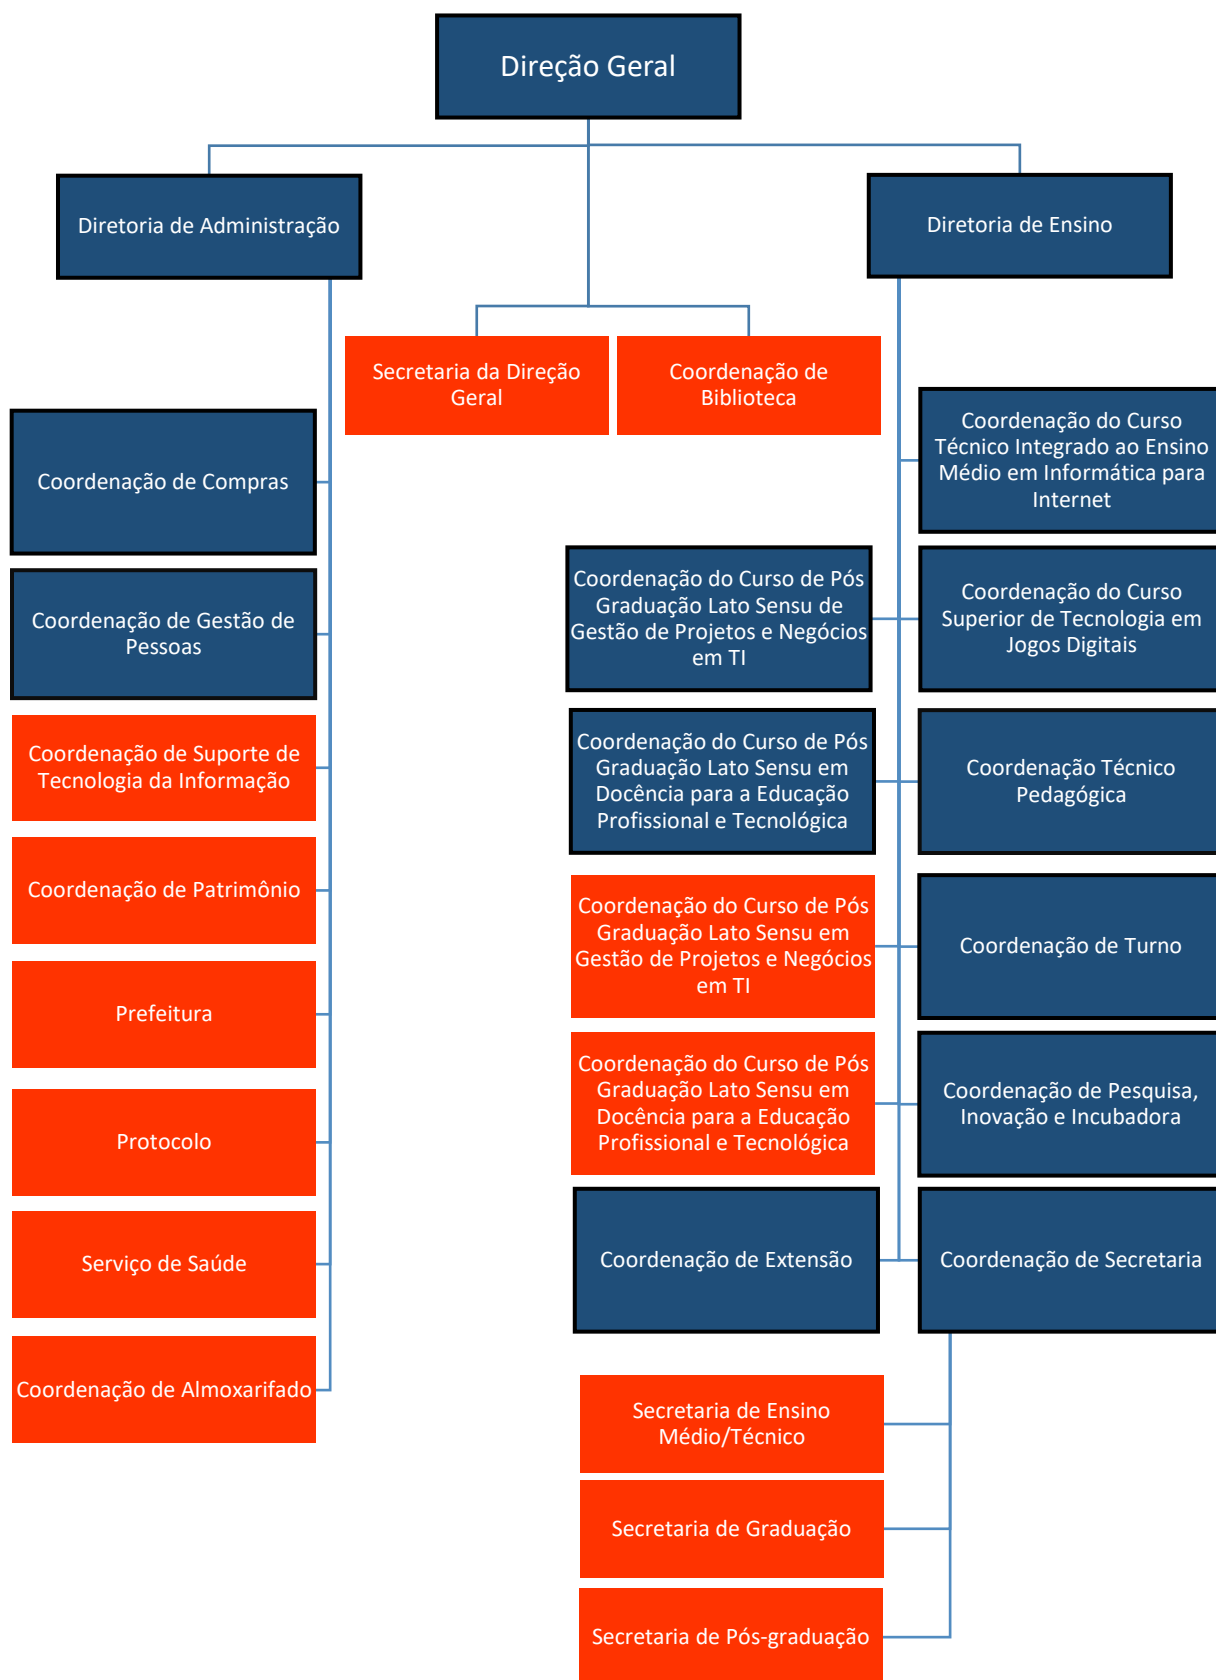 Direção Geral
Diretoria de Administração
Diretoria de Ensino
Secretaria da Direção
Geral
Coordenação de
Biblioteca
Coordenação de Compras
Coordenação de Gestão de
Pessoas
Coordenação de Suporte de
Tecnologia da Informação
Coordenação de Patrimônio
Prefeitura
Protocolo
Serviço de Saúde
Coordenação de Almoxarifado
Coordenação do Curso
Técnico Integrado ao Ensino
Médio em Informática para
Internet
Coordenação do Curso de Pós
Graduação Lato Sensu de
Gestão de Projetos e Negócios
em TI
Coordenação do Curso
Superior de Tecnologia em
Jogos Digitais
Coordenação do Curso de Pós
Graduação Lato Sensu em
Docência para a Educação
Profissional e Tecnológica
Coordenação Técnico
Pedagógica
Coordenação do Curso de Pós
Graduação Lato Sensu em
Gestão de Projetos e Negócios
em TI
Coordenação de Turno
Coordenação do Curso de Pós
Graduação Lato Sensu em
Docência para a Educação
Profissional e Tecnológica
Coordenação de Pesquisa,
Inovação e Incubadora
Coordenação de Extensão
Coordenação de Secretaria
Secretaria de Ensino
Médio/Técnico
Secretaria de Graduação
Secretaria de Pós-graduação